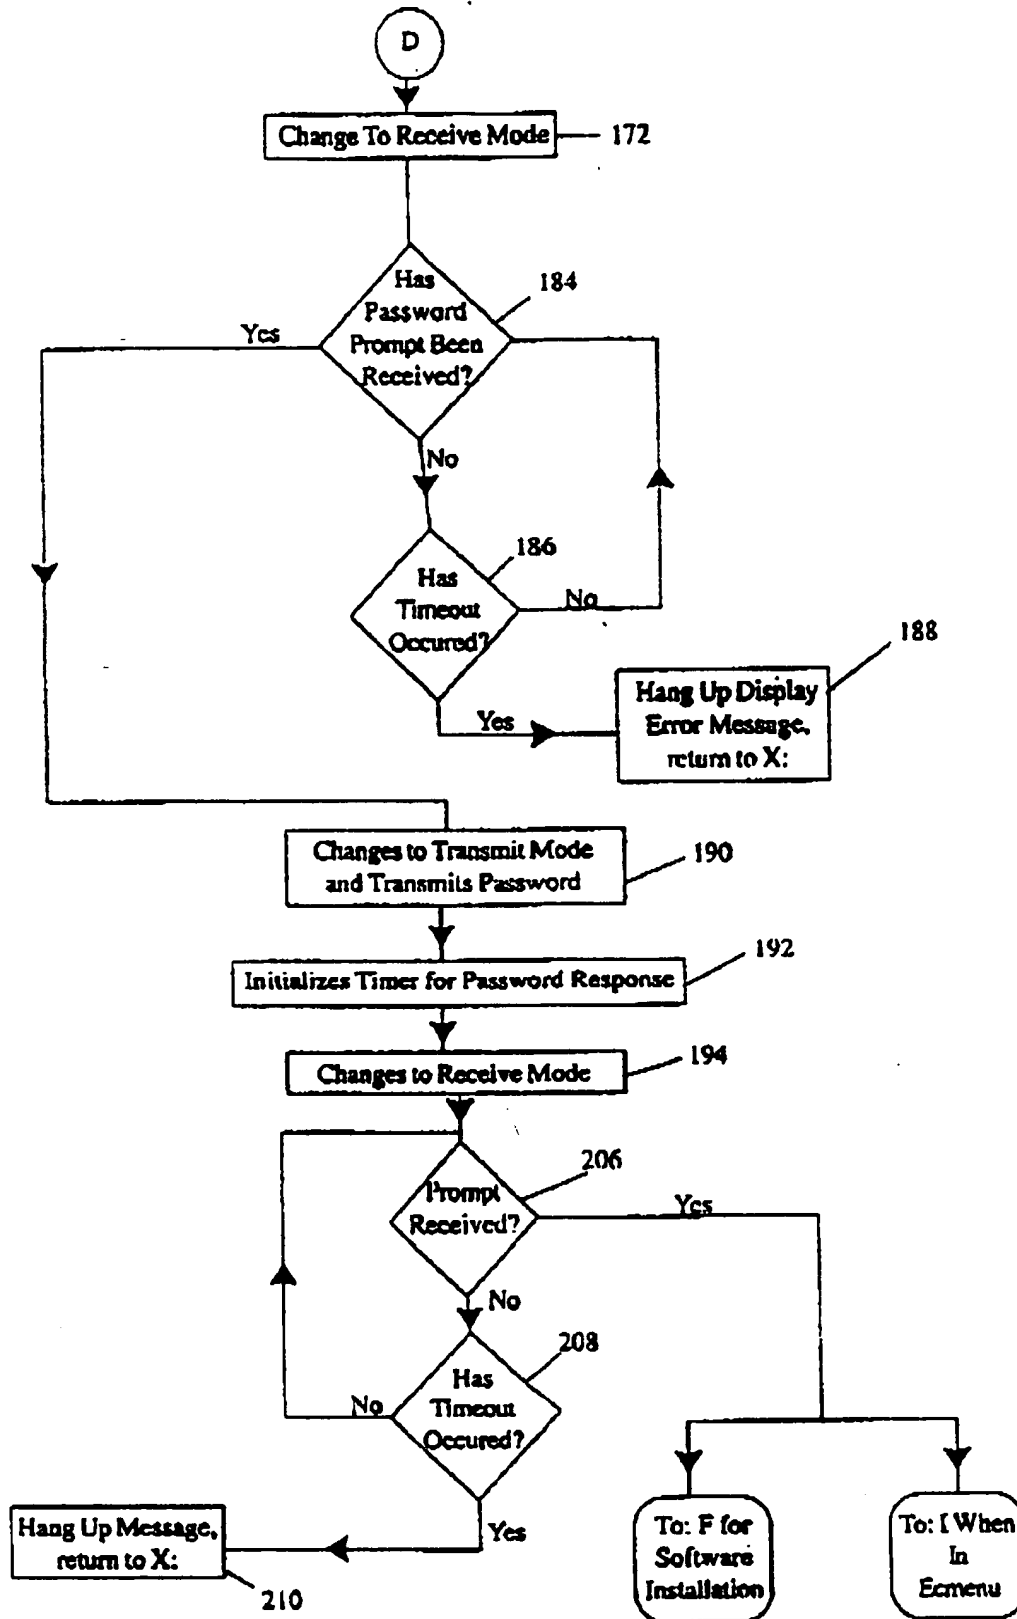 D
Change To Receive Mode
172
Has
Password
Prompt Been
Received?
184
Yes
No
Has
Timeout
Occured?
186
No
Yes
Hang Up Display
Error Message,
return to X:
188
Changes to Transmit Mode
and Transmits Password
190
Initializes Timer for Password Response
192
Changes to Receive Mode
194
Prompt
Received?
206
Yes
No
Has
Timeout
Occured?
208
No
Yes
Hang Up Message,
return to X:
210
To: F for
Software
Installation
To: I When
In
Ecmenu